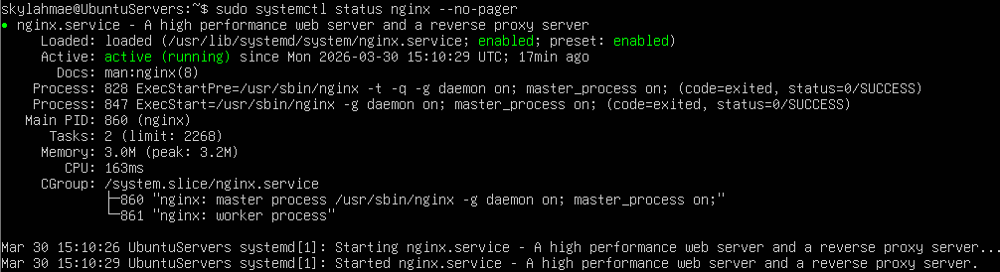 skylahmae@UbuntuServers:~$ sudo systemctl status nginx --no-pager
● nginx.service - A high performance web server and a reverse proxy server
     Loaded: loaded (/usr/lib/systemd/system/nginx.service; enabled; preset: enabled)
     Active: active (running) since Mon 2026-03-30 15:10:29 UTC; 17min ago
       Docs: man:nginx(8)
    Process: 828 ExecStartPre=/usr/sbin/nginx -t -q -g daemon on; master_process on; (code=exited, status=0/SUCCESS)
    Process: 847 ExecStart=/usr/sbin/nginx -g daemon on; master_process on; (code=exited, status=0/SUCCESS)
   Main PID: 860 (nginx)
      Tasks: 2 (limit: 2268)
     Memory: 3.0M (peak: 3.2M)
        CPU: 163ms
     CGroup: /system.slice/nginx.service
             ├─860 "nginx: master process /usr/sbin/nginx -g daemon on; master_process on;"
             └─861 "nginx: worker process"

Mar 30 15:10:26 UbuntuServers systemd[1]: Starting nginx.service - A high performance web server and a reverse proxy server...
Mar 30 15:10:29 UbuntuServers systemd[1]: Started nginx.service - A high performance web server and a reverse proxy server.